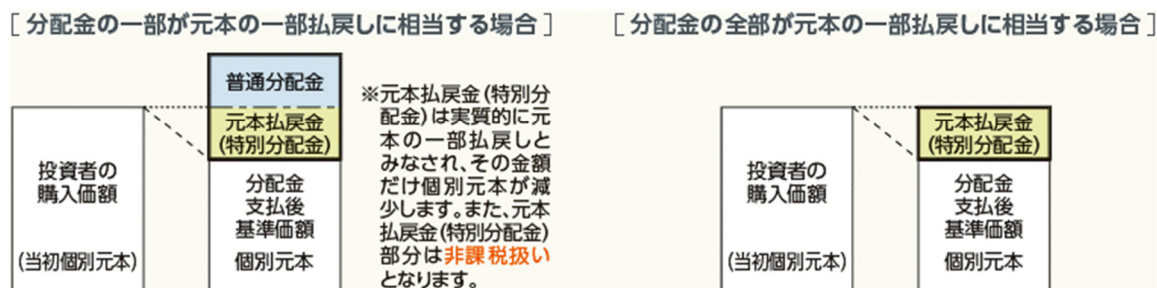 [分配金の一部が元本の一部払戻しに相当する場合]
普通分配金
元本払戻金
(特別分配金)
投資者の
購入価額
(当初個別元本)
分配金
支払後
基準価額
個別元本
※元本払戻金(特別分
配金)は実質的に元
本の一部払戻しと
みなされ、その金額
だけ個別元本が減
少します。また、元本
払戻金(特別分配金)
部分は非課税扱い
となります。
[分配金の全部が元本の一部払戻しに相当する場合]
元本払戻金
(特別分配金)
投資者の
購入価額
(当初個別元本)
分配金
支払後
基準価額
個別元本